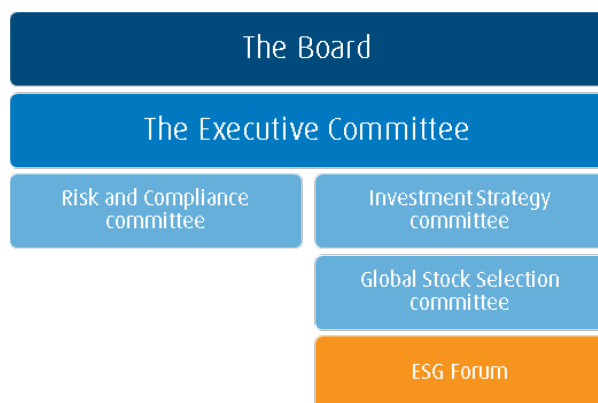 The Board
The Executive Committee
Risk and Compliance
committee
Investment Strategy
committee
Global Stock Selection
committee
ESG Forum